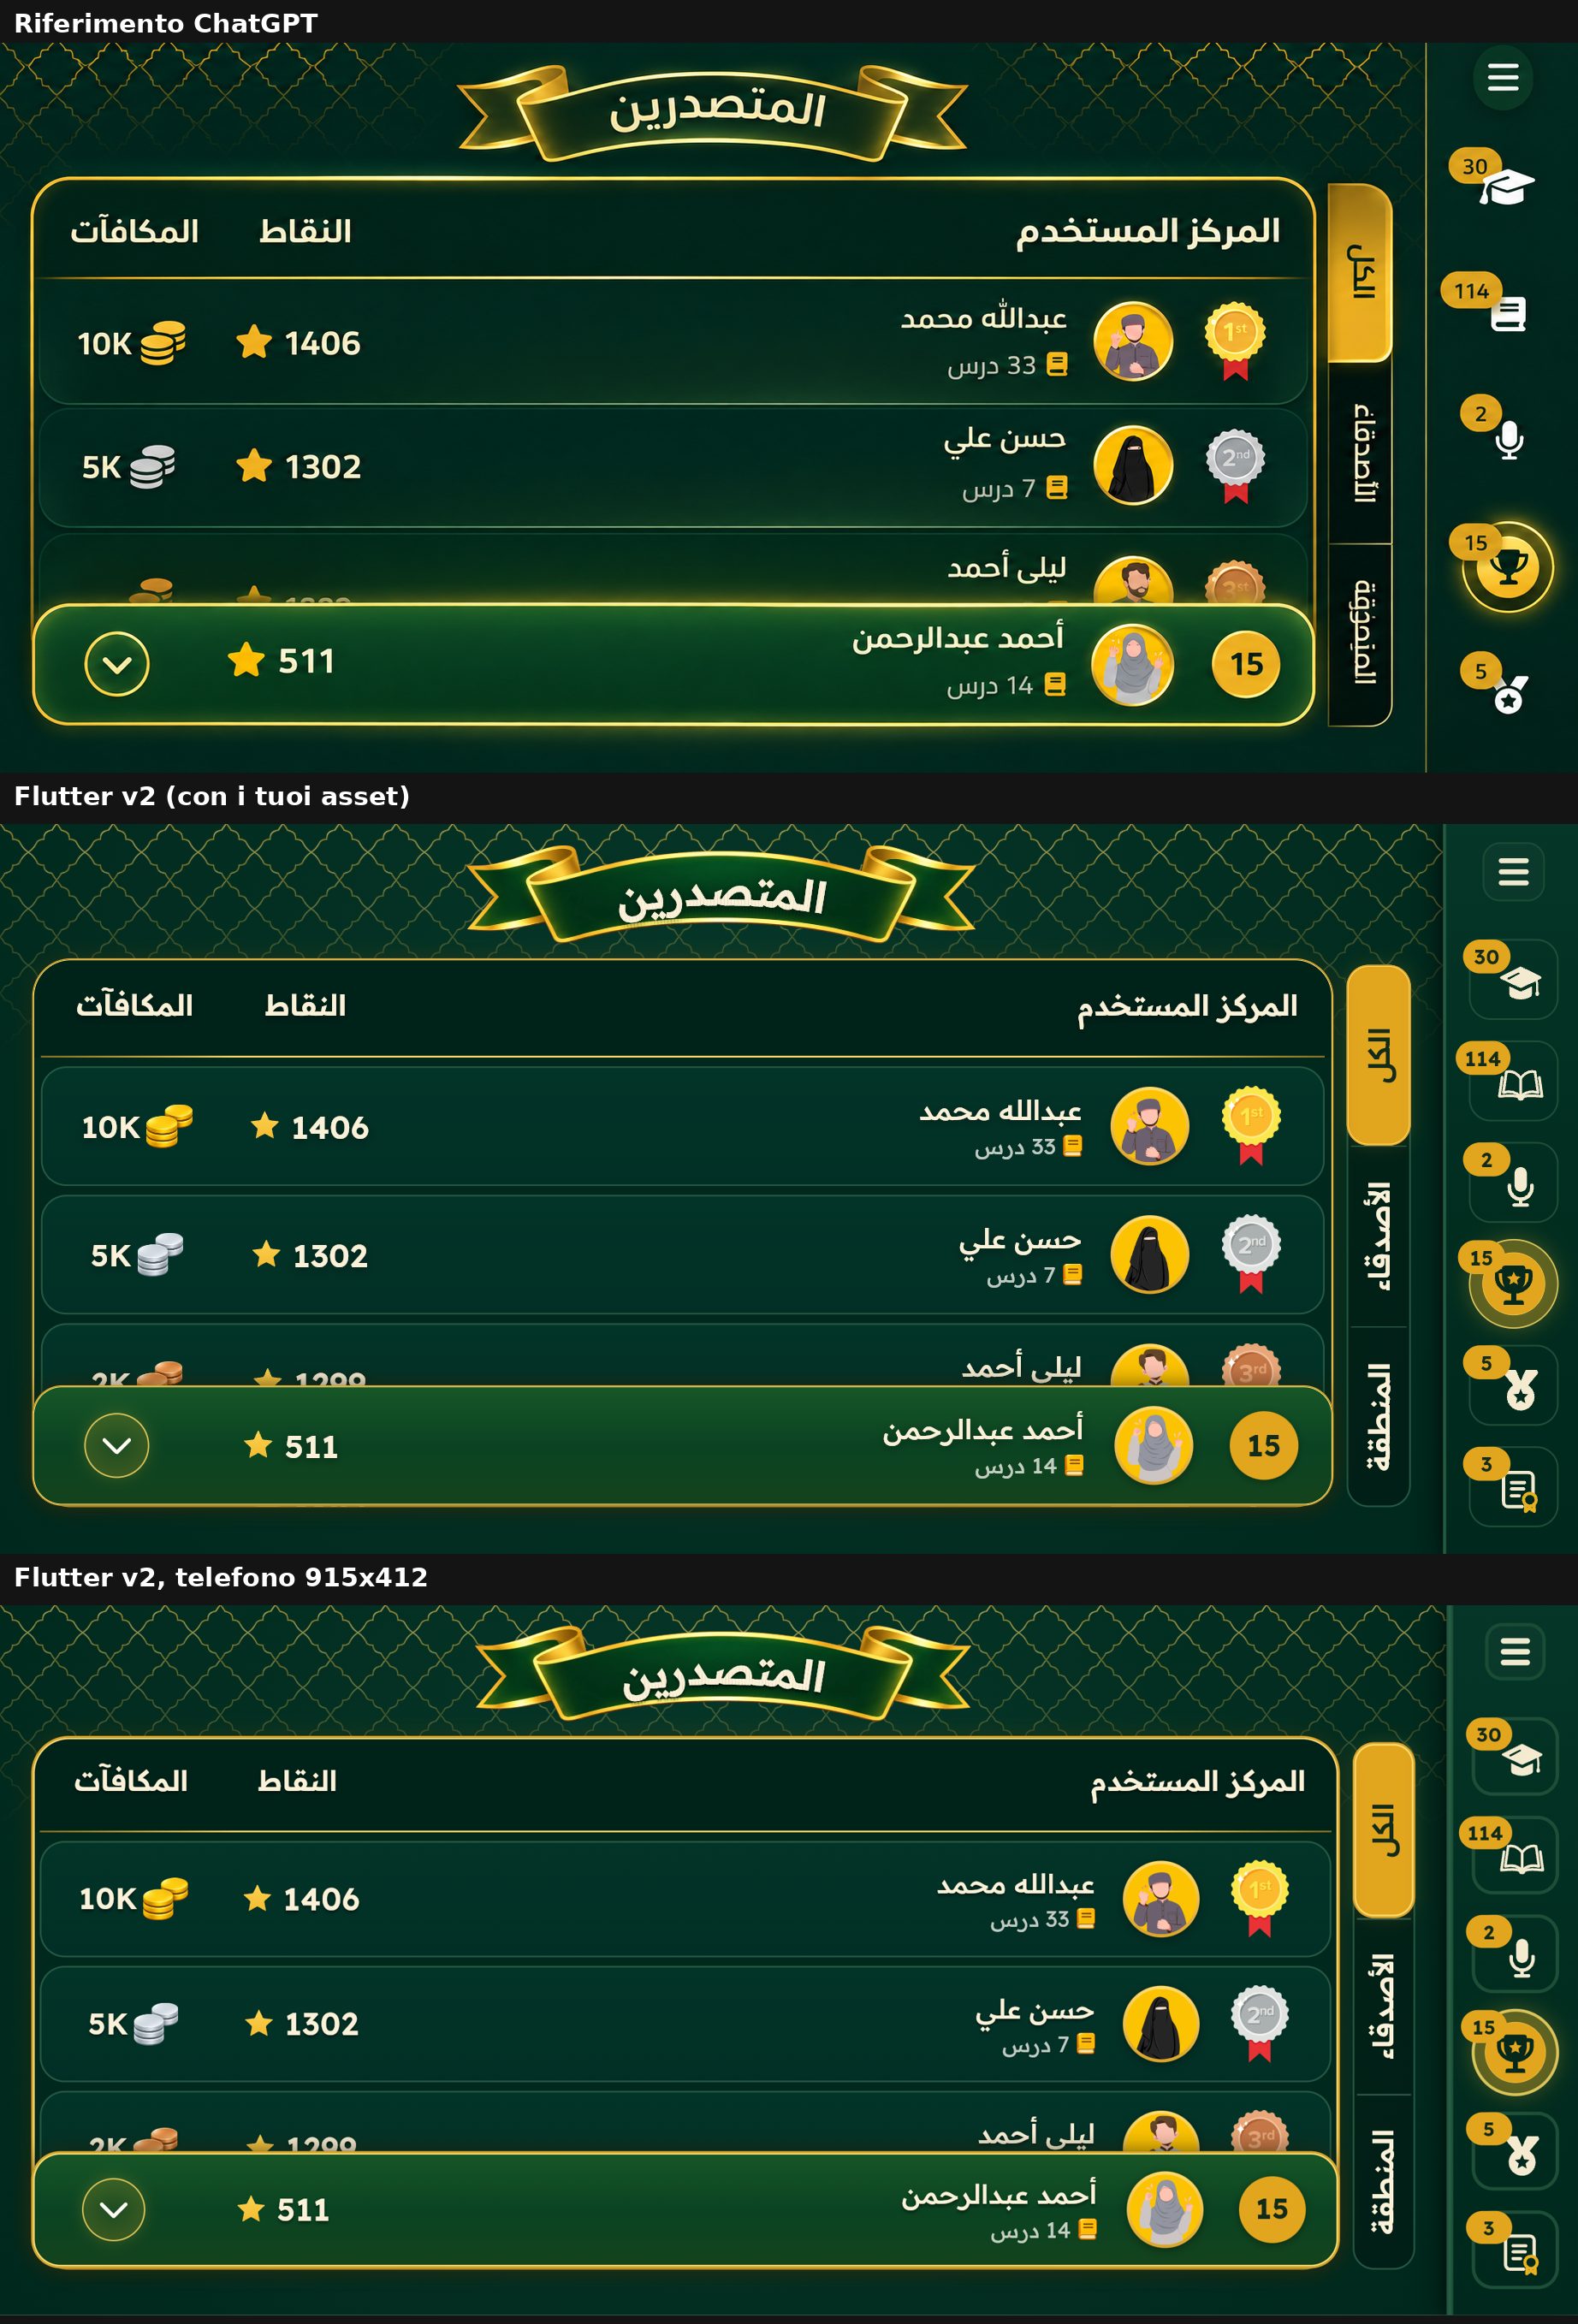 Riferimento ChatGPT
المتصدرين
المركز المستخدم النقاط المكافآت
1st عبدالله محمد 1406 10K
33 درس
2nd حسن علي 1302 5K
7 درس
ليلى أحمد
15 أحمد عبدالرحمن 511
14 درس
الكل
30
114
2
15
5
Flutter v2 (con i tuoi asset)
المتصدرين
المركز المستخدم النقاط المكافآت
1st عبدالله محمد 1406 10K
33 درس
2nd حسن علي 1302 5K
7 درس
3rd ليلى أحمد 1299 2K
15 أحمد عبدالرحمن 511
14 درس
الكل
الأصدقاء
المنطقة
30
114
2
15
5
3
Flutter v2, telefono 915x412
المتصدرين
المركز المستخدم النقاط المكافآت
1st عبدالله محمد 1406 10K
33 درس
2nd حسن علي 1302 5K
7 درس
3rd ليلى أحمد 1299 2K
15 أحمد عبدالرحمن 511
14 درس
الكل
الأصدقاء
المنطقة
30
114
2
15
5
3